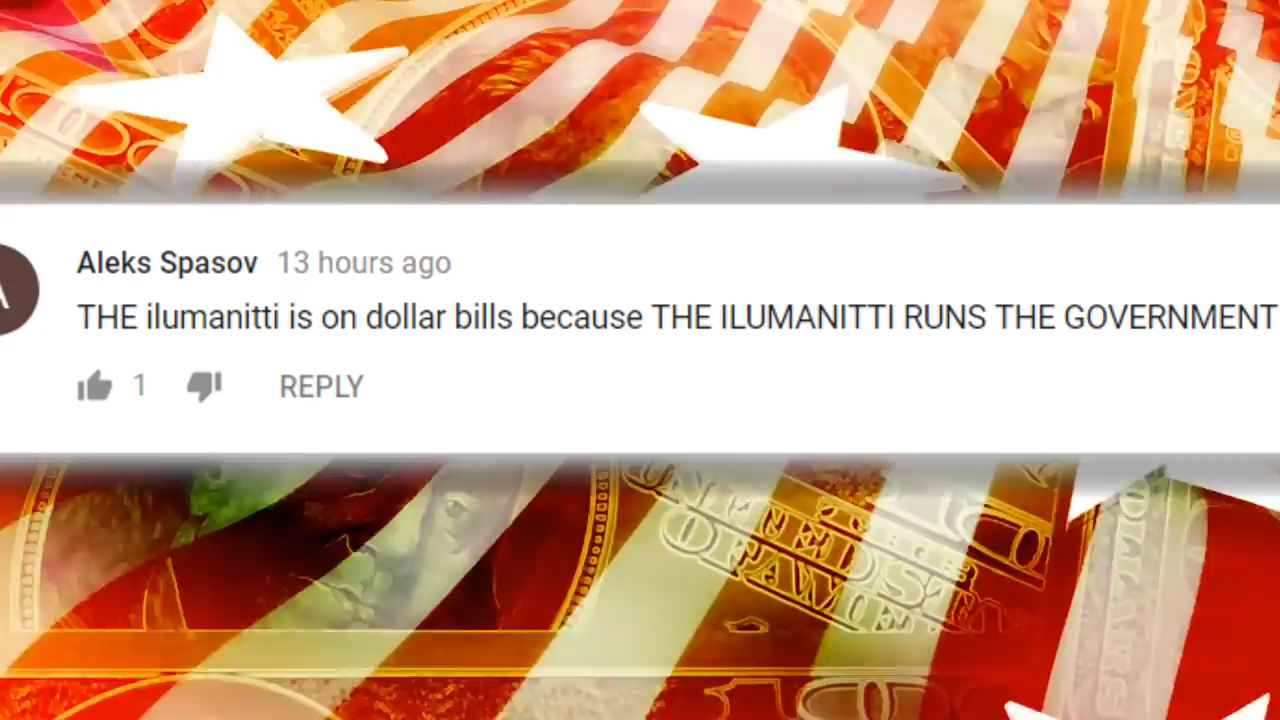 A
Aleks Spasov 13 hours ago
THE ilumanitti is on dollar bills because THE ILUMANITTI RUNS THE GOVERNMENT
1
REPLY